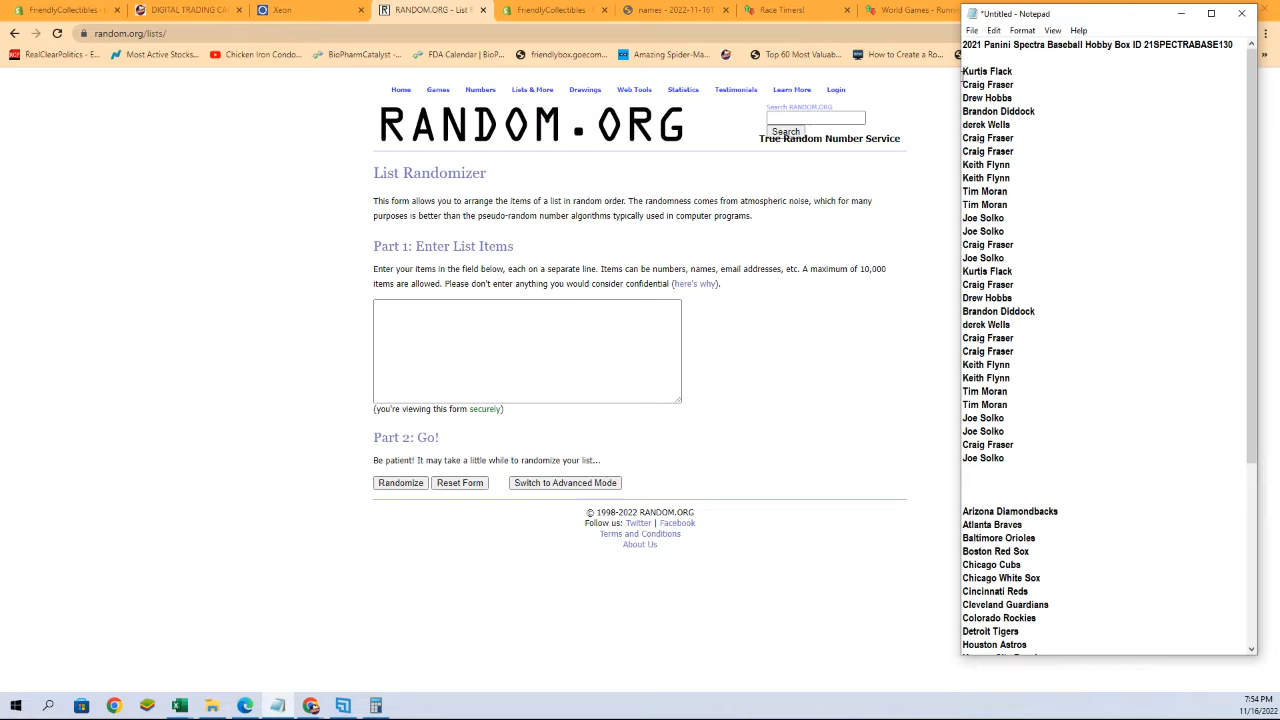 FriendlyCollectibles
DIGITAL TRADING CA
Xeon
RANDOM.ORG - List
FriendlyCollectibles
names - 2022-11-16T
Race Timers!
World Games - Runn
random.org/lists/
RealClearPolitics - E...
Most Active Stocks...
Chicken Iron Condo...
BioPharmCatalyst -...
FDA Calendar | BioP...
friendlybox.goecom...
Amazing Spider-Ma...
Top 60 Most Valuab...
How to Create a Ro...
Home Games Numbers Lists & More Drawings Web Tools Statistics Testimonials Learn More Login
RANDOM.ORG
Search RANDOM.ORG
Search
True Random Number Service
List Randomizer
This form allows you to arrange the items of a list in random order. The randomness comes from atmospheric noise, which for many
purposes is better than the pseudo-random number algorithms typically used in computer programs.
Part 1: Enter List Items
Enter your items in the field below, each on a separate line. Items can be numbers, names, email addresses, etc. A maximum of 10,000
items are allowed. Please don't enter anything you would consider confidential (here's why).
(you're viewing this form securely)
Part 2: Go!
Be patient! It may take a little while to randomize your list...
Randomize Reset Form Switch to Advanced Mode
© 1998-2022 RANDOM.ORG
Follow us: Twitter | Facebook
Terms and Conditions
About Us
*Untitled - Notepad
File Edit Format View Help
2021 Panini Spectra Baseball Hobby Box ID 21SPECTRABASE130
Kurtis Flack
Craig Fraser
Drew Hobbs
Brandon Diddock
derek Wells
Craig Fraser
Craig Fraser
Keith Flynn
Keith Flynn
Tim Moran
Tim Moran
Joe Solko
Joe Solko
Craig Fraser
Joe Solko
Kurtis Flack
Craig Fraser
Drew Hobbs
Brandon Diddock
derek Wells
Craig Fraser
Craig Fraser
Keith Flynn
Keith Flynn
Tim Moran
Tim Moran
Joe Solko
Joe Solko
Craig Fraser
Joe Solko
Arizona Diamondbacks
Atlanta Braves
Baltimore Orioles
Boston Red Sox
Chicago Cubs
Chicago White Sox
Cincinnati Reds
Cleveland Guardians
Colorado Rockies
Detroit Tigers
Houston Astros
7:54 PM
11/16/2022